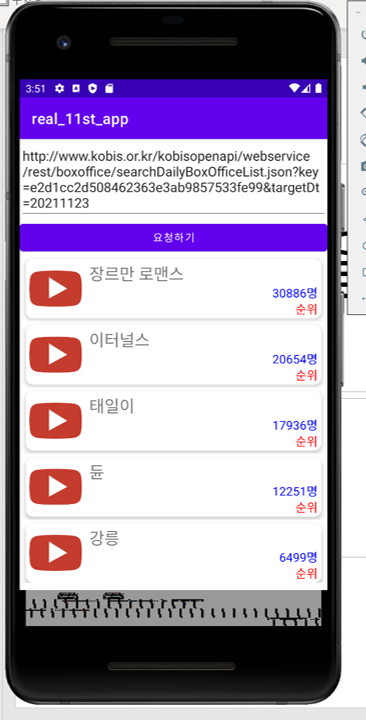 3:51
real_11st_app
http://www.kobis.or.kr/kobisopenapi/webservice
/rest/boxoffice/searchDailyBoxOfficeList.json?key
=e2d1cc2d508462363e3ab9857533fe99&targetDt
=20211123
요청하기
장르만 로맨스
30886명
순위
이터널스
20654명
순위
태일이
17936명
순위
듄
12251명
순위
강릉
6499명
순위